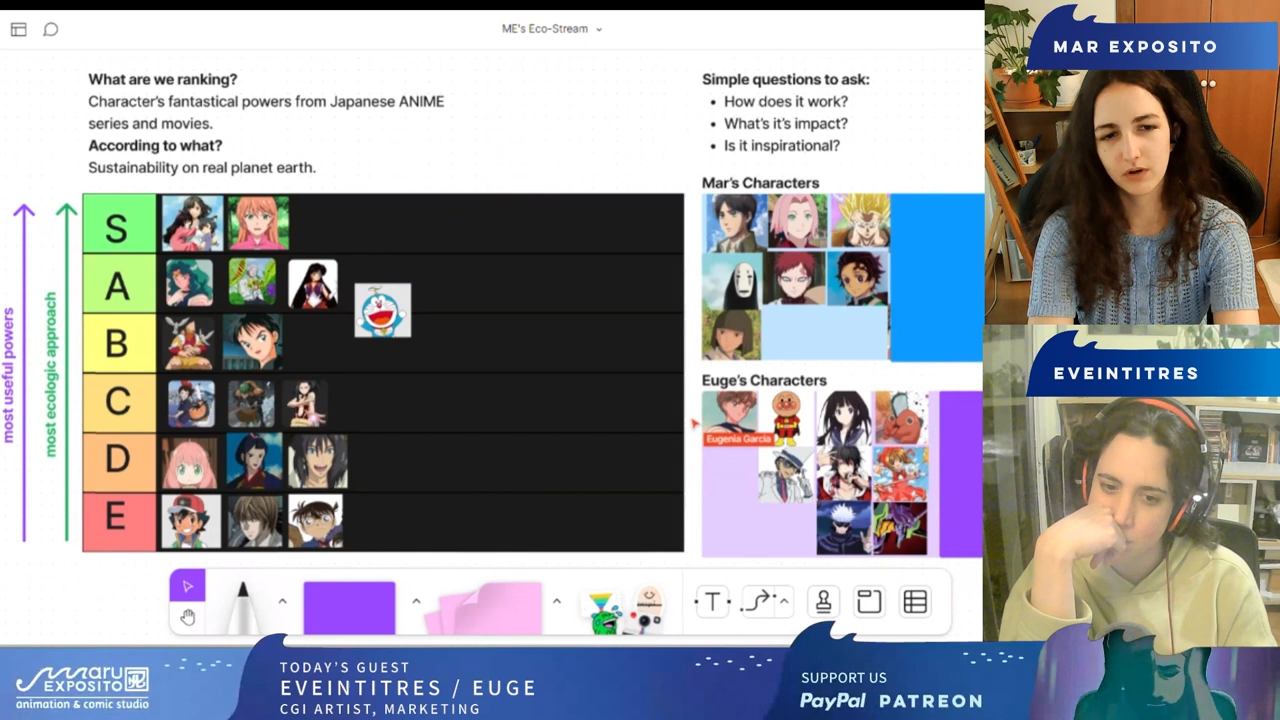 ME's Eco-Stream
What are we ranking?
Character's fantastical powers from Japanese ANIME
series and movies.
According to what?
Sustainability on real planet earth.
Simple questions to ask:
• How does it work?
• What's it's impact?
• Is it inspirational?
most useful powers
most ecologic approach
S
A
B
C
D
E
Mar's Characters
Euge's Characters
Eugenia Garcia
T
MAR EXPOSITO
EVEINTITRES
maru
EXPOSITO
animation & comic studio
TODAY'S GUEST
EVEINTITRES / EUGE
CGI ARTIST, MARKETING
SUPPORT US
PayPal PATREON